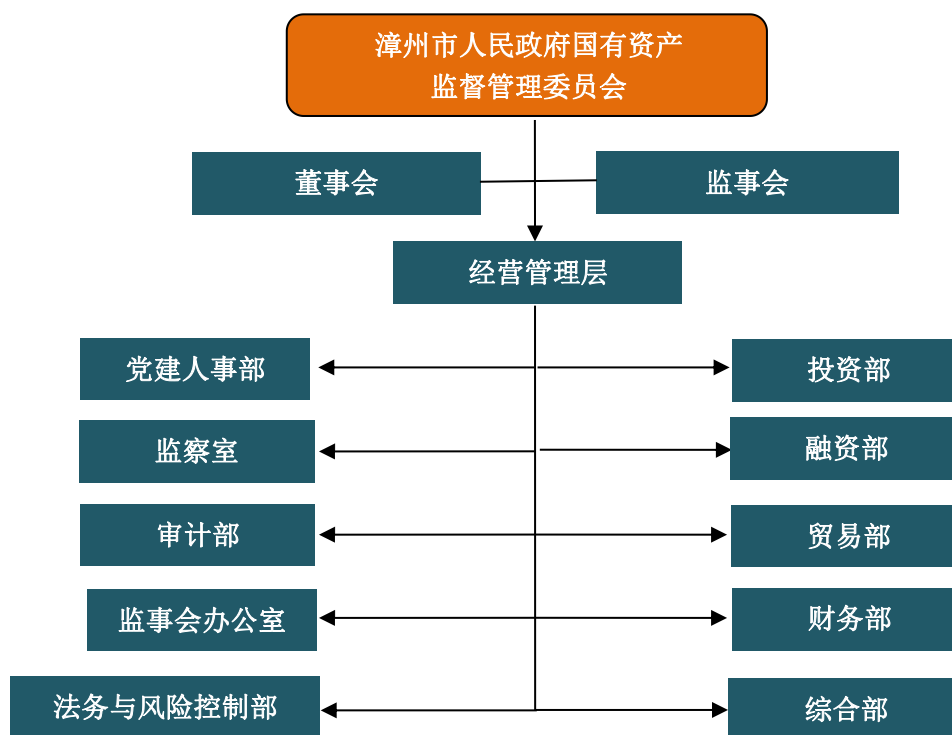 漳州市人民政府国有资产
监督管理委员会
董事会
监事会
经营管理层
党建人事部
投资部
监察室
融资部
审计部
贸易部
监事会办公室
财务部
法务与风险控制部
综合部